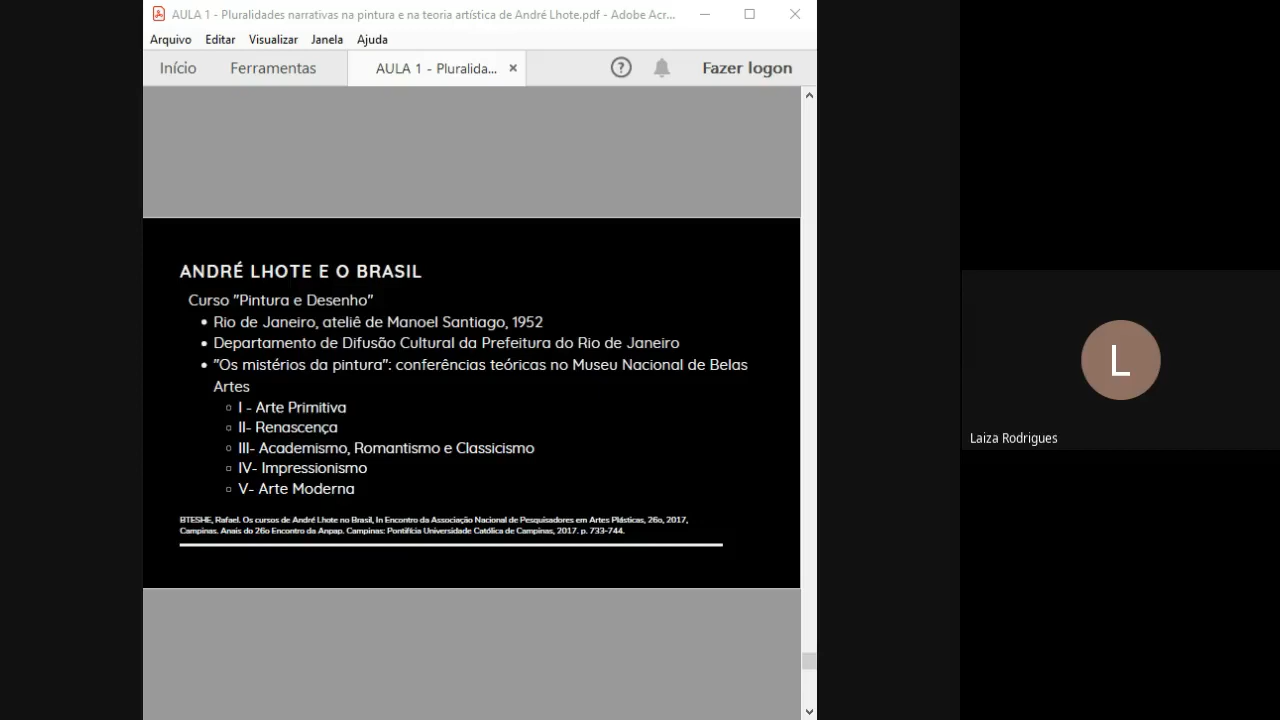 AULA 1 - Pluralidades narrativas na pintura e na teoria artística de André Lhote.pdf - Adobe Acr...
Arquivo Editar Visualizar Janela Ajuda
Início Ferramentas AULA 1 - Pluralida... × ? Fazer logon
ANDRÉ LHOTE E O BRASIL
Curso "Pintura e Desenho"
• Rio de Janeiro, ateliê de Manoel Santiago, 1952
• Departamento de Difusão Cultural da Prefeitura do Rio de Janeiro
• "Os mistérios da pintura": conferências teóricas no Museu Nacional de Belas
Artes
○ I - Arte Primitiva
○ II- Renascença
○ III- Academismo, Romantismo e Classicismo
○ IV- Impressionismo
○ V- Arte Moderna
BTESHE, Rafael. Os cursos de André Lhote no Brasil, In Encontro da Associação Nacional de Pesquisadores em Artes Plásticas, 26o, 2017,
Campinas. Anais do 26o Encontro da Anpap. Campinas: Pontifícia Universidade Católica de Campinas, 2017. p. 733-744.
L
Laiza Rodrigues